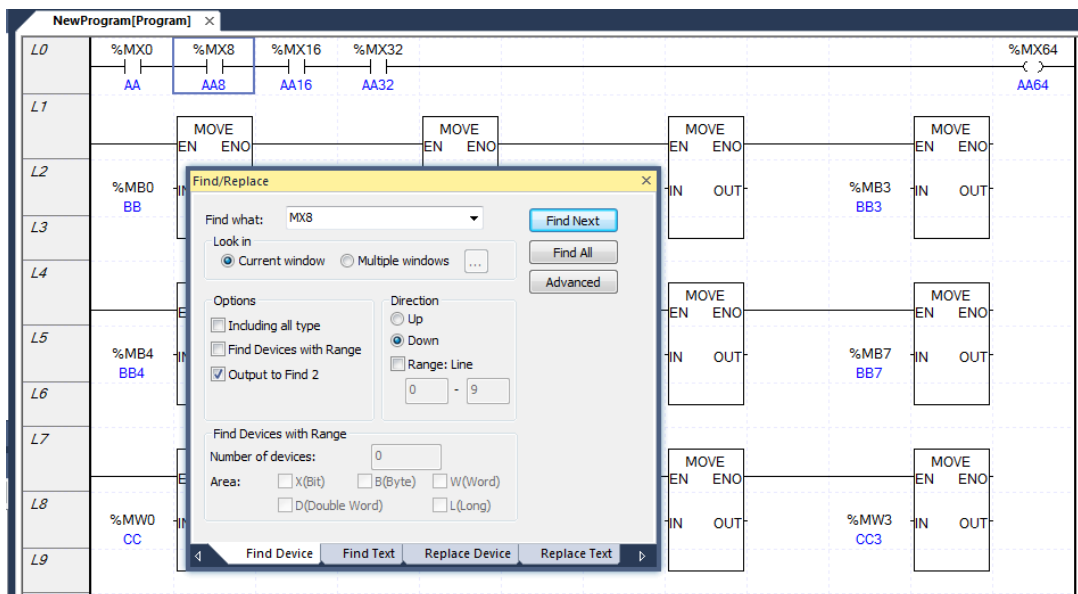 NewProgram[Program] ×
L0 %MX0 %MX8 %MX16 %MX32 %MX64
AA AA8 AA16 AA32 AA64
L1
MOVE MOVE MOVE MOVE
EN ENO EN ENO EN ENO EN ENO
L2
%MB0 IN OUT %MB3 IN OUT
BB BB3
L3
L4
MOVE MOVE
EN ENO EN ENO
L5
%MB4 IN OUT %MB7 IN OUT
BB4 BB7
L6
L7
MOVE MOVE
EN ENO EN ENO
L8
%MW0 IN OUT %MW3 IN OUT
CC CC3
L9
Find/Replace ×
Find what: MX8 Find Next
Look in Find All
Current window Multiple windows ... Advanced
Options Direction
Including all type Up
Find Devices with Range Down
Output to Find 2 Range: Line
0 - 9
Find Devices with Range
Number of devices: 0
Area: X(Bit) B(Byte) W(Word)
D(Double Word) L(Long)
Find Device Find Text Replace Device Replace Text